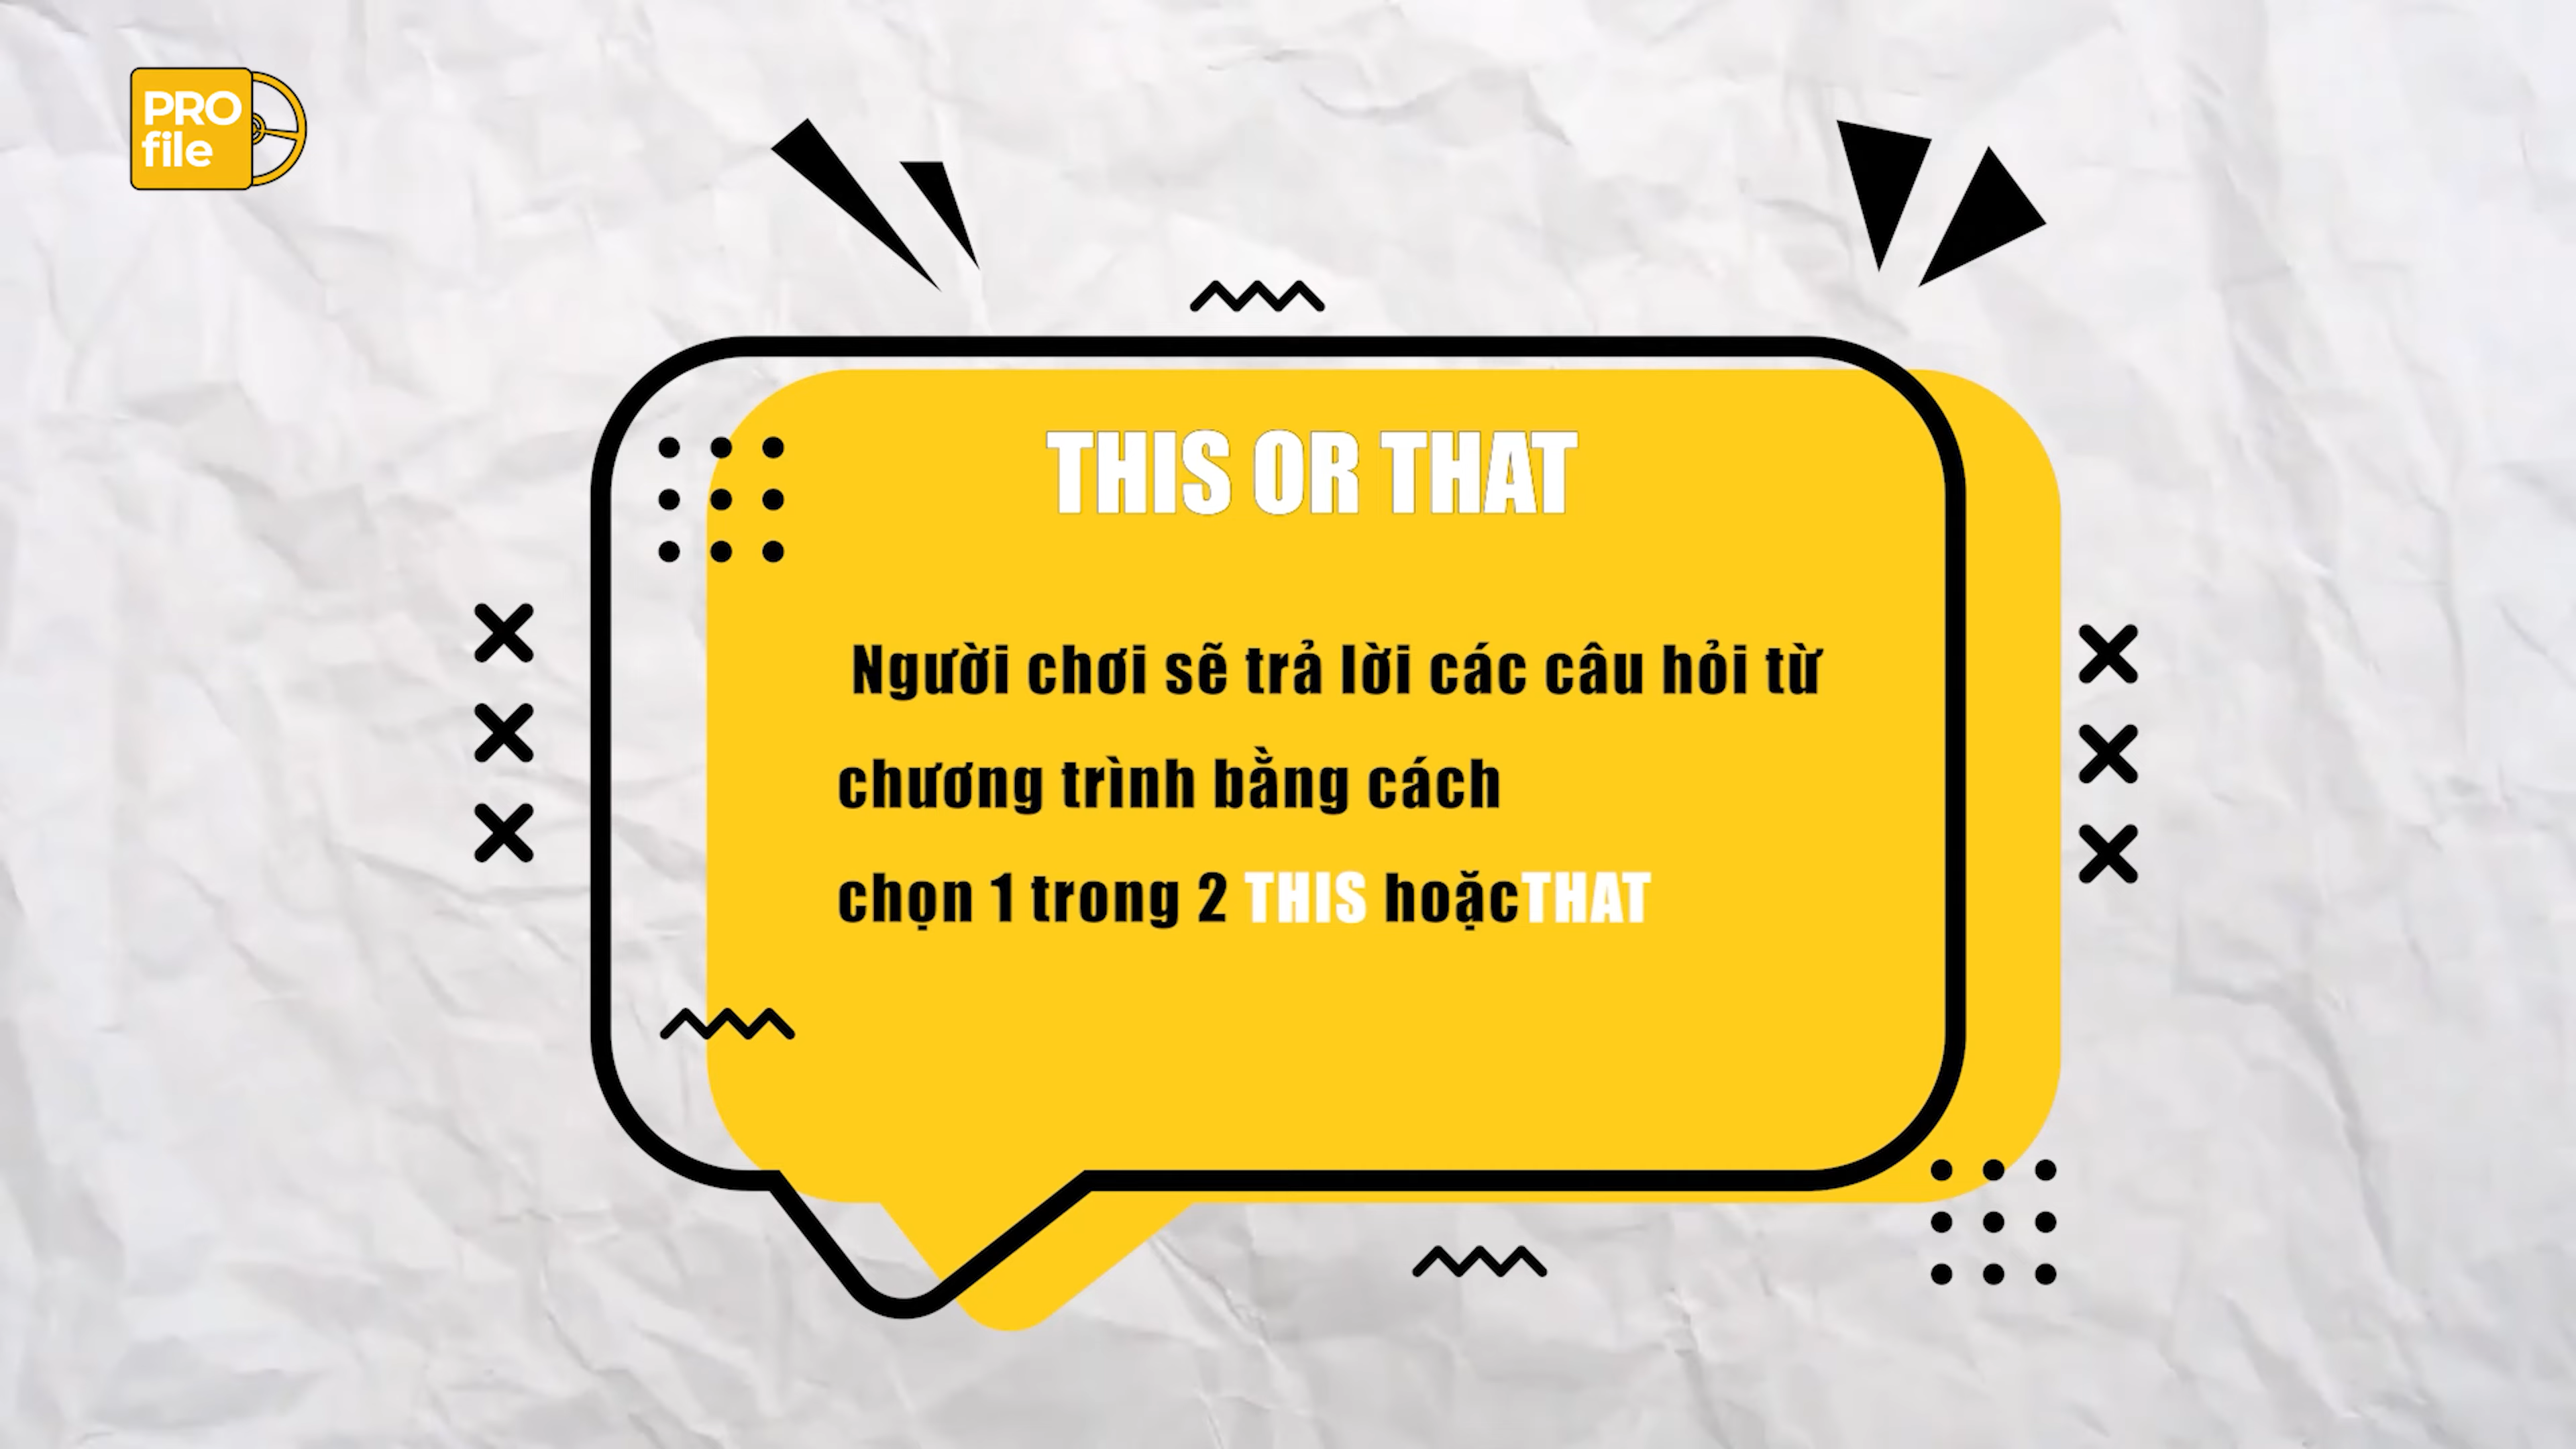 PRO
file
THIS OR THAT
Người chơi sẽ trả lời các câu hỏi từ
chương trình bằng cách
chọn 1 trong 2 THIS hoặcTHAT